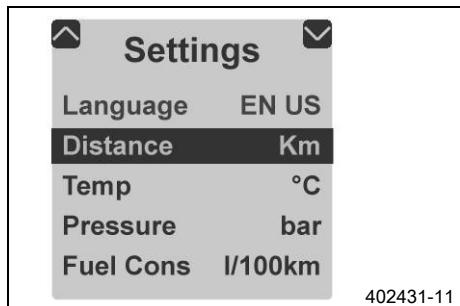 Settings
Language EN US
Distance Km
Temp °C
Pressure bar
Fuel Cons l/100km
402431-11